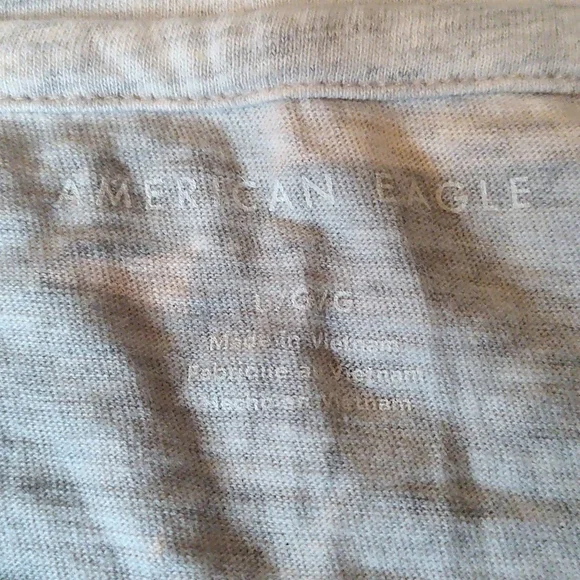 AMERICAN EAGLE
L/G/G
Made in Vietnam
Fabriqué au Vietnam
Hecho en Vietnam